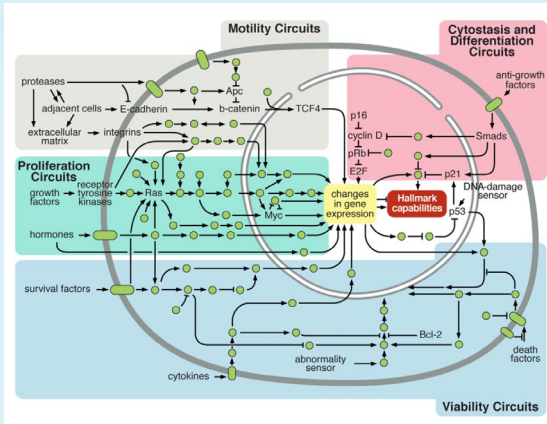 Motility Circuits
Cytostasis and
Differentiation
Circuits
proteases
adjacent cells
extracellular
matrix
E-cadherin
integrins
Apc
b-catenin
TCF4
anti-growth
factors
p16
cyclin D
pRb
E2F
Smads
p21
DNA-damage
sensor
p53
Proliferation
Circuits
growth
factors
receptor
tyrosine
kinases
Ras
Myc
changes
in gene
expression
Hallmark
capabilities
hormones
survival factors
cytokines
abnormality
sensor
Bcl-2
death
factors
Viability Circuits